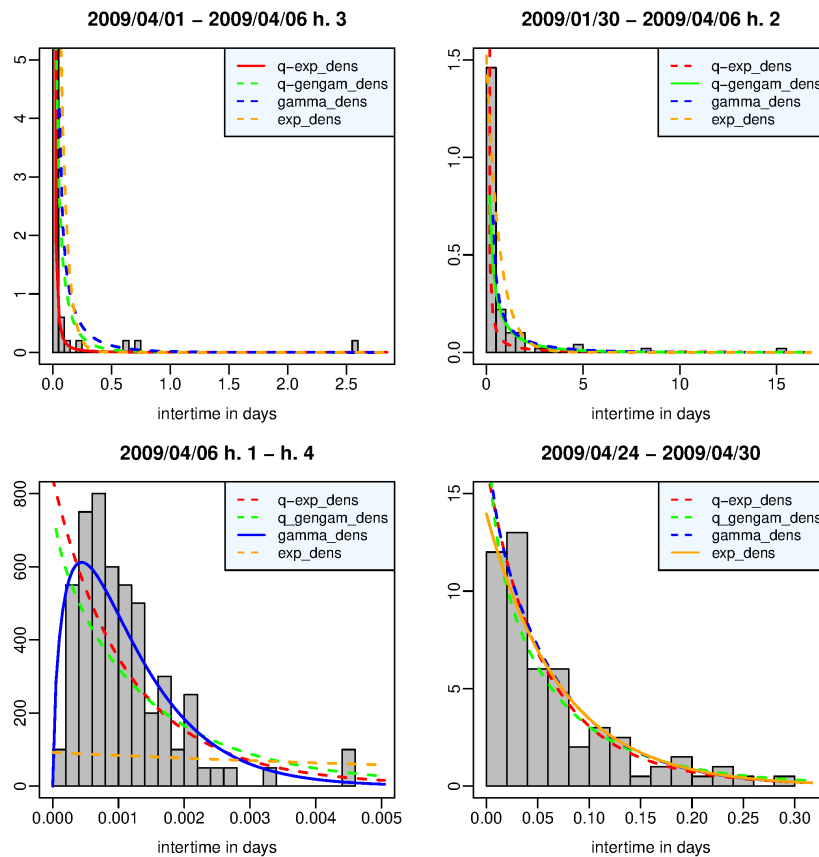 2009/04/01 − 2009/04/06 h. 3
q−exp_dens
q−gengam_dens
gamma_dens
exp_dens
0 1 2 3 4 5
0.0 0.5 1.0 1.5 2.0 2.5
intertime in days
2009/01/30 − 2009/04/06 h. 2
q−exp_dens
q−gengam_dens
gamma_dens
exp_dens
0.0 0.5 1.0 1.5
0 5 10 15
intertime in days
2009/04/06 h. 1 − h. 4
q−exp_dens
q_gengam_dens
gamma_dens
exp_dens
0 200 400 600 800
0.000 0.001 0.002 0.003 0.004 0.005
intertime in days
2009/04/24 − 2009/04/30
q−exp_dens
q_gengam_dens
gamma_dens
exp_dens
0 5 10 15
0.00 0.05 0.10 0.15 0.20 0.25 0.30
intertime in days